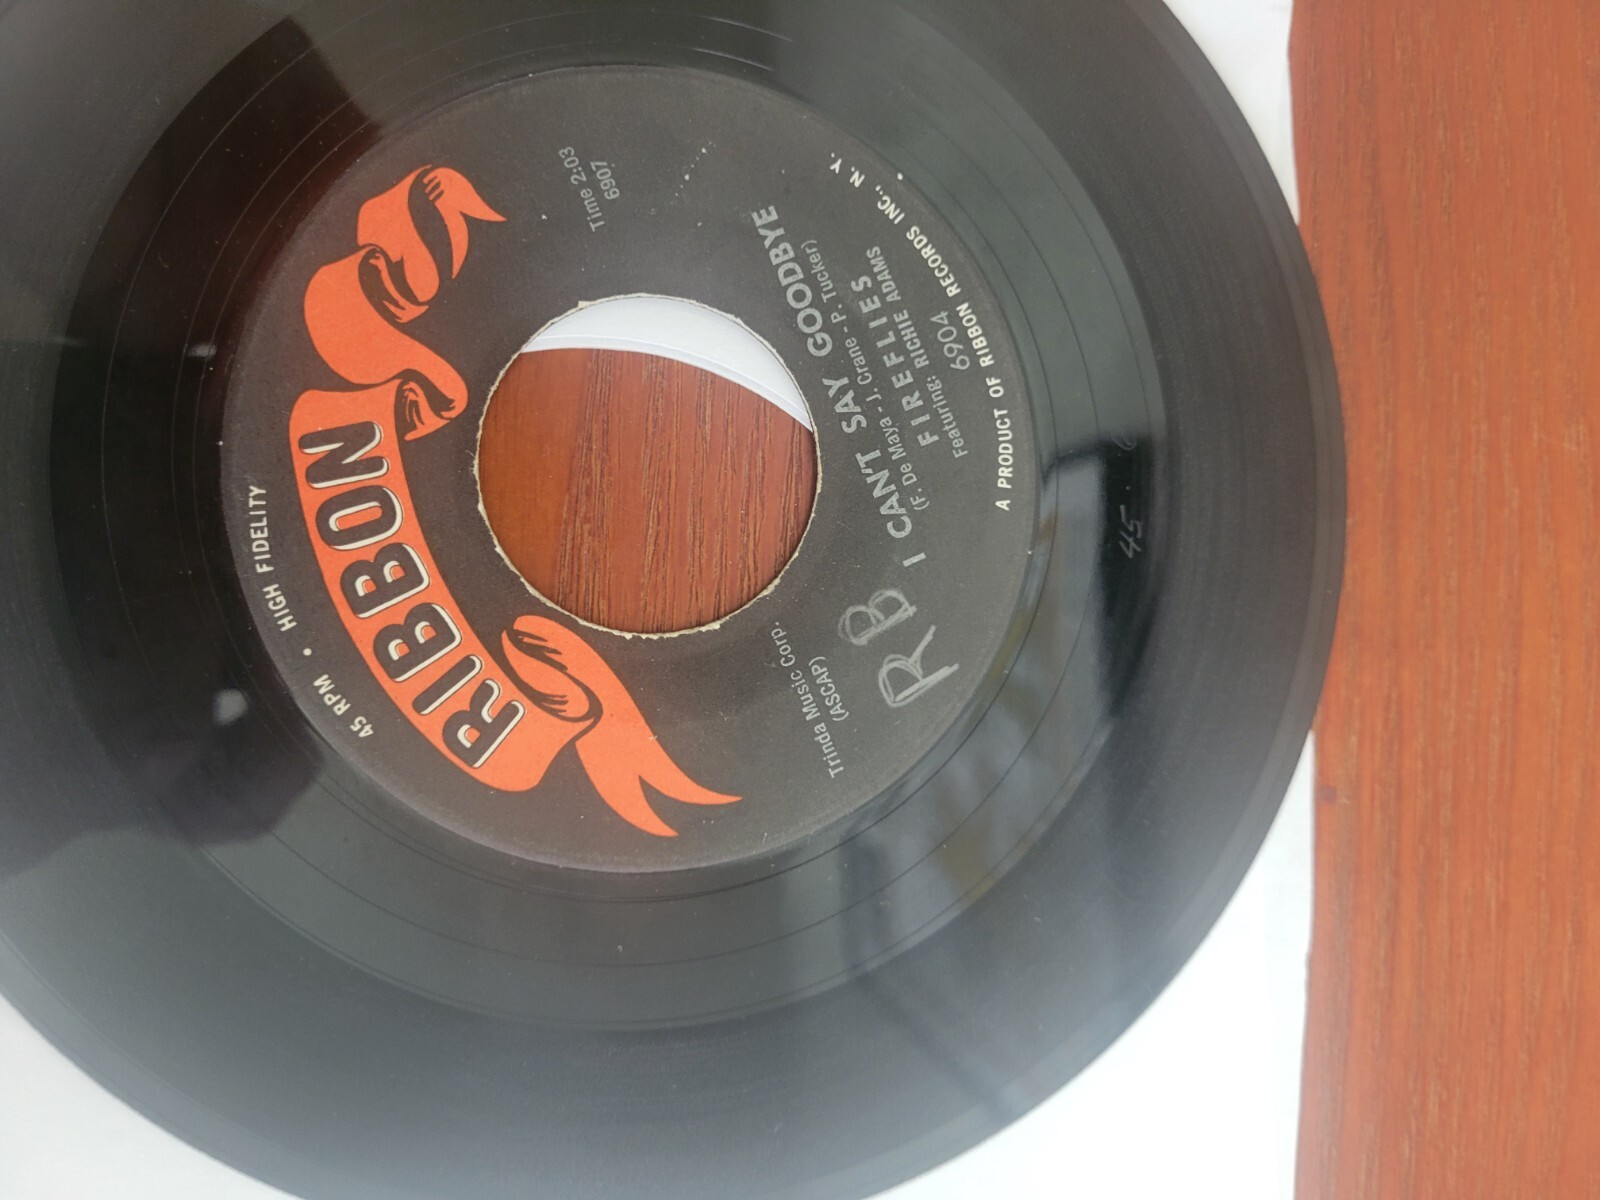 45 RPM • HIGH FIDELITY
RIBBON
Time 2:03
6907
Trinda Music Corp.
(ASCAP)
RB
I CAN'T SAY GOODBYE
(F. De Maya - J. Crane - P. Tucker)
FIREFLIES
Featuring: RICHIE ADAMS
6904
A PRODUCT OF RIBBON RECORDS INC., N. Y.
45